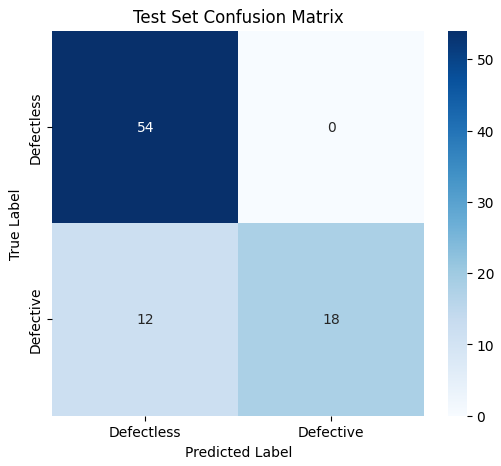 Test Set Confusion Matrix
True Label
Defectless
Defective
54
0
12
18
Defectless
Defective
Predicted Label
50
40
30
20
10
0